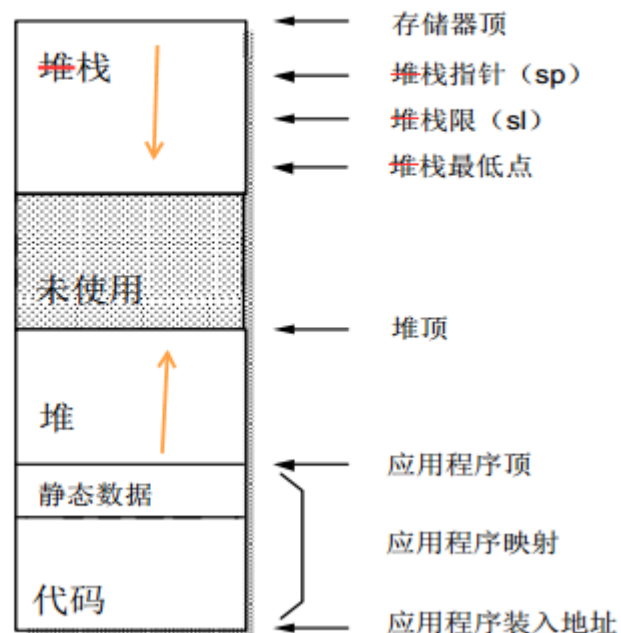 存储器顶
堆栈
堆栈指针（sp）
堆栈限（sl）
堆栈最低点
未使用
堆顶
堆
应用程序顶
静态数据
应用程序映射
代码
应用程序装入地址